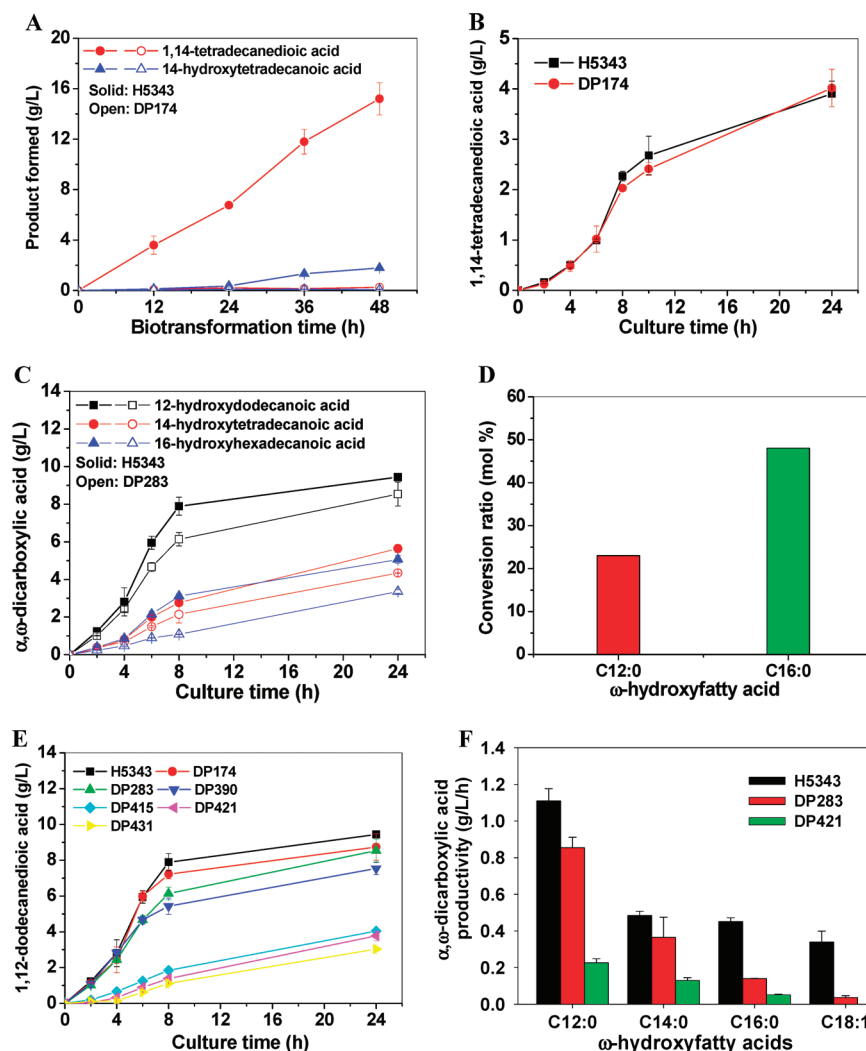 A
20
16
12
8
4
0
Product formed (g/L)
1,14-tetradecanedioic acid
14-hydroxytetradecanoic acid
Solid: H5343
Open: DP174
0 12 24 36 48
Biotransformation time (h)
B
5
4
3
2
1
0
1,14-tetradecanedioic acid (g/L)
H5343
DP174
0 4 8 12 16 20 24
Culture time (h)
C
14
12
10
8
6
4
2
0
α,ω-dicarboxylic acid (g/L)
12-hydroxydodecanoic acid
14-hydroxytetradecanoic acid
16-hydroxyhexadecanoic acid
Solid: H5343
Open: DP283
0 4 8 12 16 20 24
Culture time (h)
D
60
50
40
30
20
10
0
Conversion ratio (mol %)
C12:0 C16:0
ω-hydroxyfatty acid
E
14
12
10
8
6
4
2
0
1,12-dodecanedioic acid (g/L)
H5343 DP174
DP283 DP390
DP415 DP421
DP431
0 4 8 12 16 20 24
Culture time (h)
F
1.4
1.2
1.0
0.8
0.6
0.4
0.2
0.0
α,ω-dicarboxylic acid
productivity (g/L/h)
H5343
DP283
DP421
C12:0 C14:0 C16:0 C18:1
ω-hydroxyfatty acids